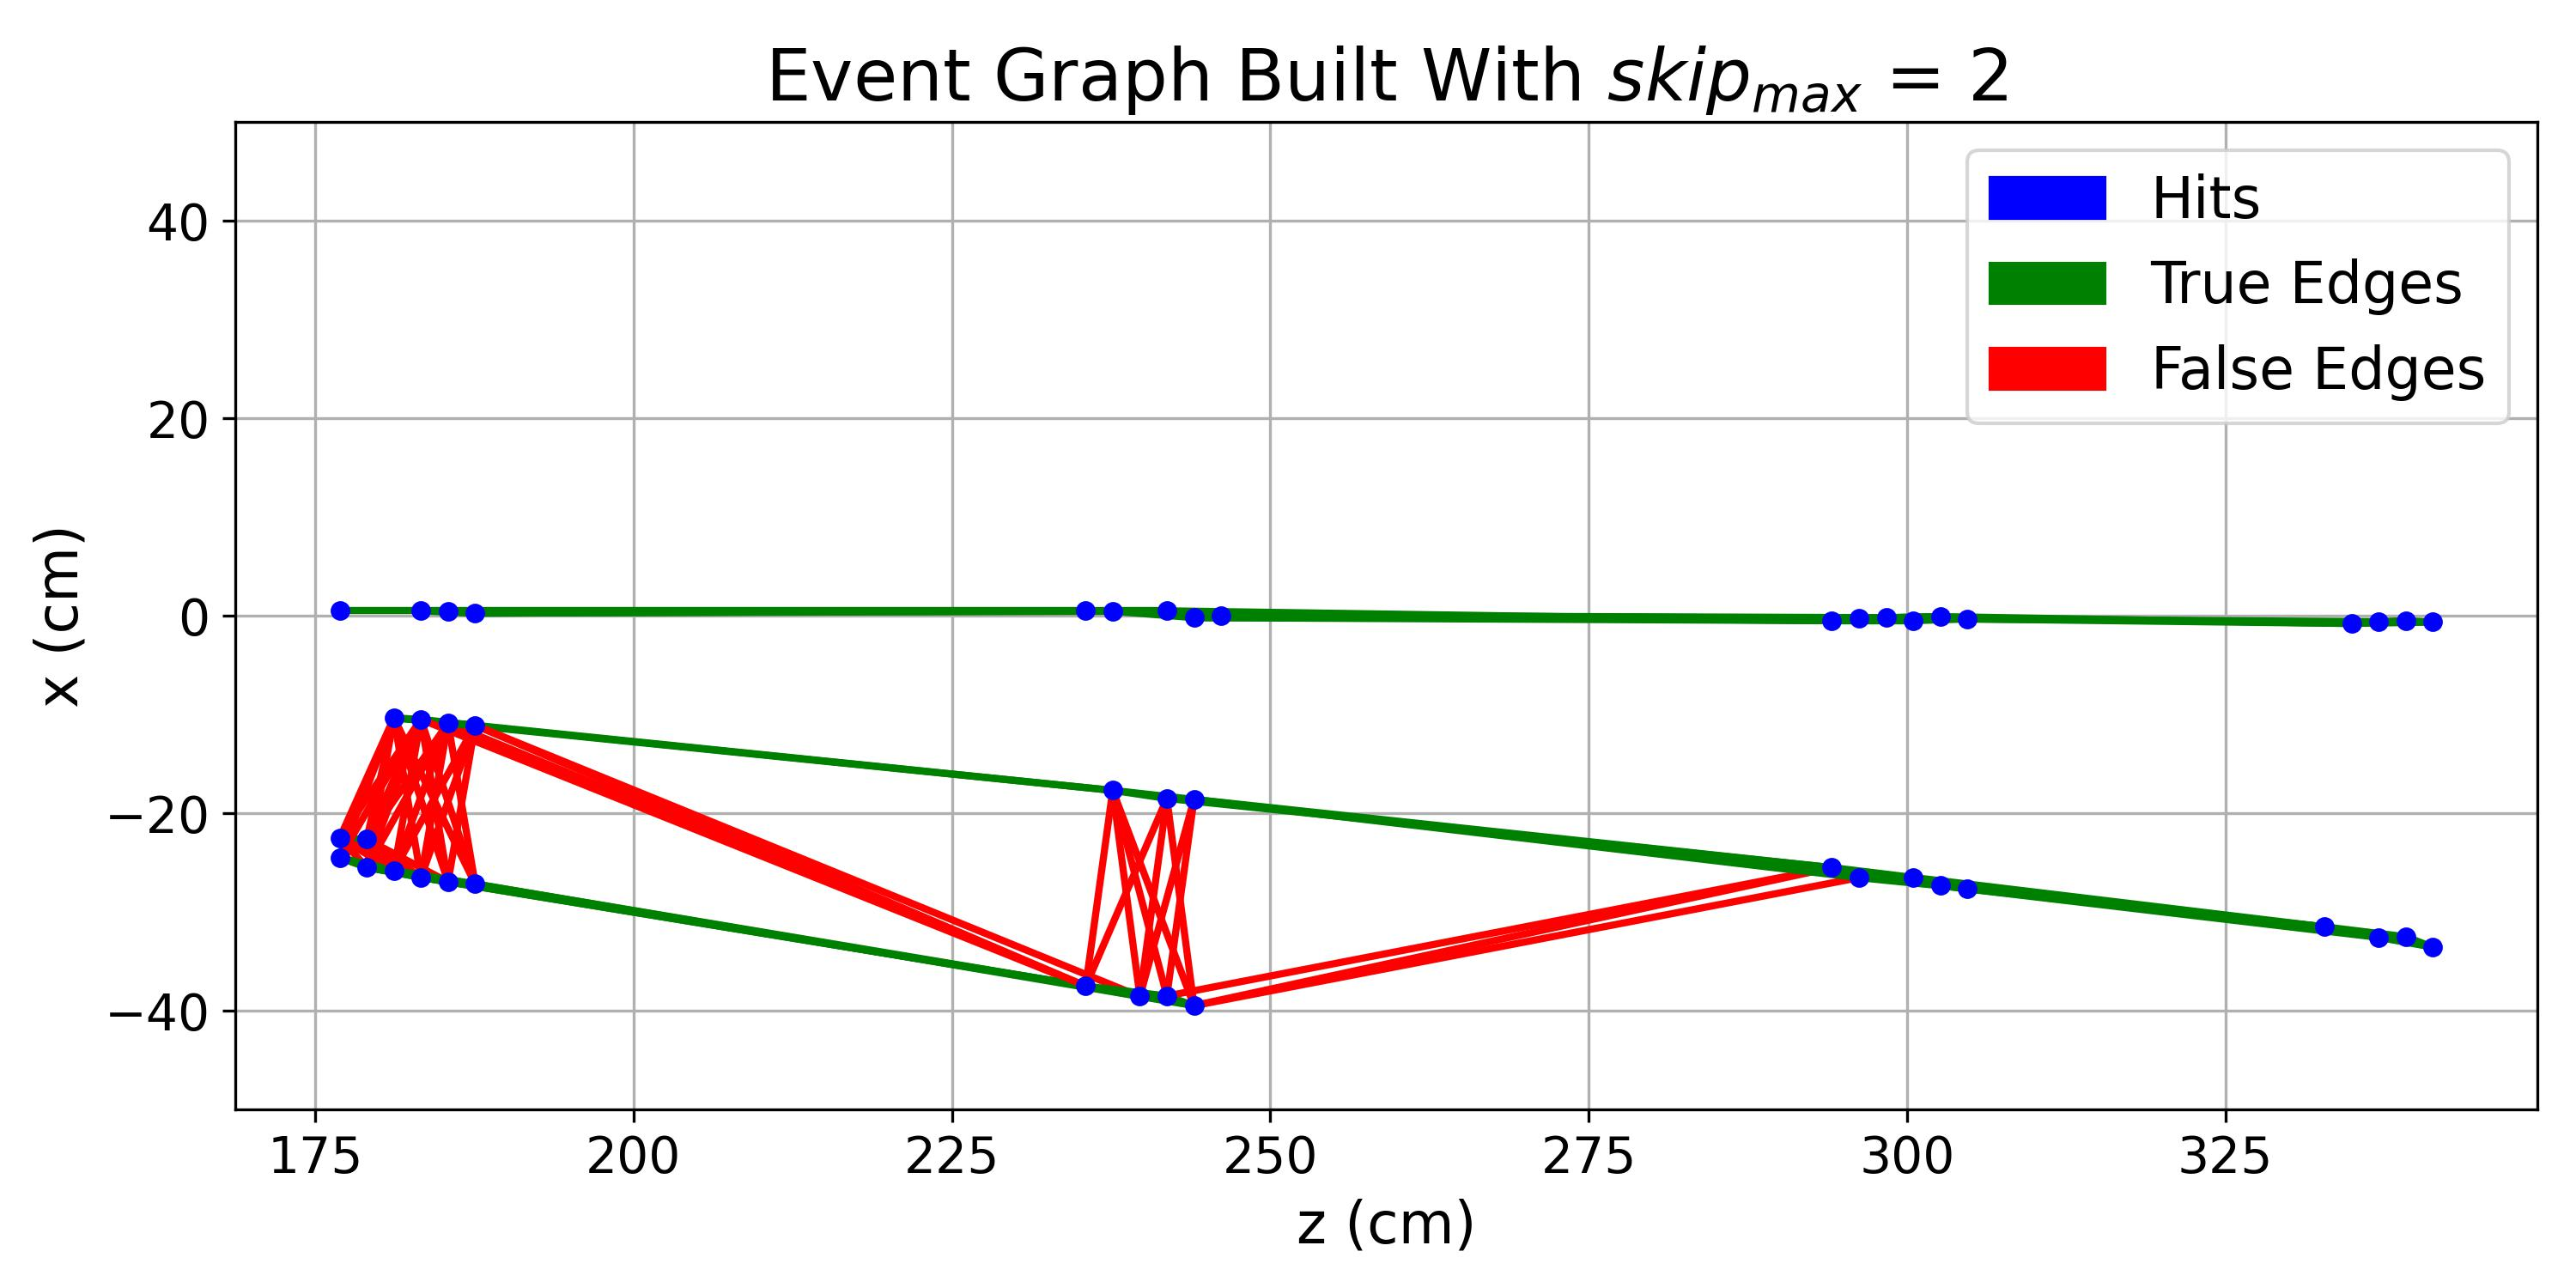 Event Graph Built With skip_max = 2
Hits
True Edges
False Edges
40
20
0
−20
−40
x (cm)
175 200 225 250 275 300 325
z (cm)